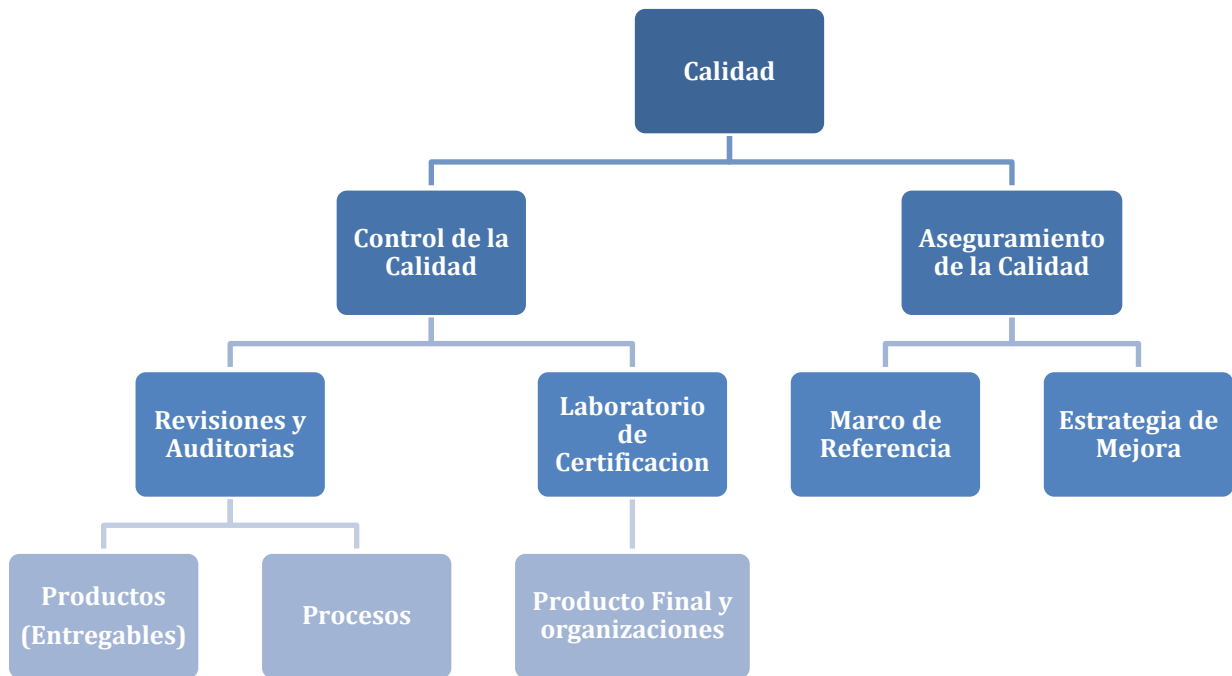 Calidad
Control de la
Calidad
Aseguramiento
de la Calidad
Revisiones y
Auditorias
Laboratorio
de
Certificacion
Marco de
Referencia
Estrategia de
Mejora
Productos
(Entregables)
Procesos
Producto Final y
organizaciones